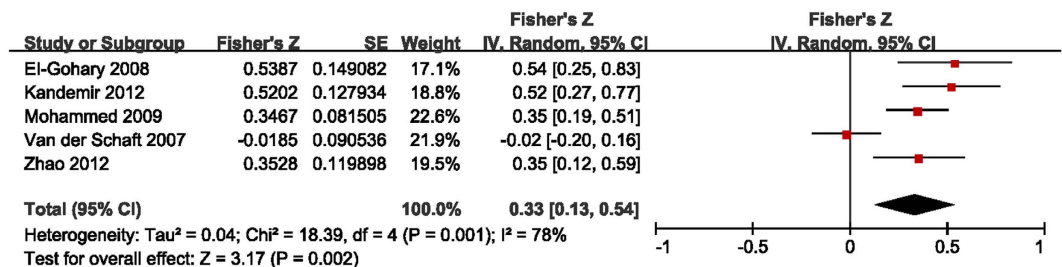 Fisher's Z Fisher's Z
Study or Subgroup Fisher's Z SE Weight IV. Random. 95% CI IV. Random. 95% CI
El-Gohary 2008 0.5387 0.149082 17.1% 0.54 [0.25, 0.83]
Kandemir 2012 0.5202 0.127934 18.8% 0.52 [0.27, 0.77]
Mohammed 2009 0.3467 0.081505 22.6% 0.35 [0.19, 0.51]
Van der Schaft 2007 -0.0185 0.090536 21.9% -0.02 [-0.20, 0.16]
Zhao 2012 0.3528 0.119898 19.5% 0.35 [0.12, 0.59]
Total (95% CI) 100.0% 0.33 [0.13, 0.54]
Heterogeneity: Tau² = 0.04; Chi² = 18.39, df = 4 (P = 0.001); I² = 78%
Test for overall effect: Z = 3.17 (P = 0.002)
-1 -0.5 0 0.5 1